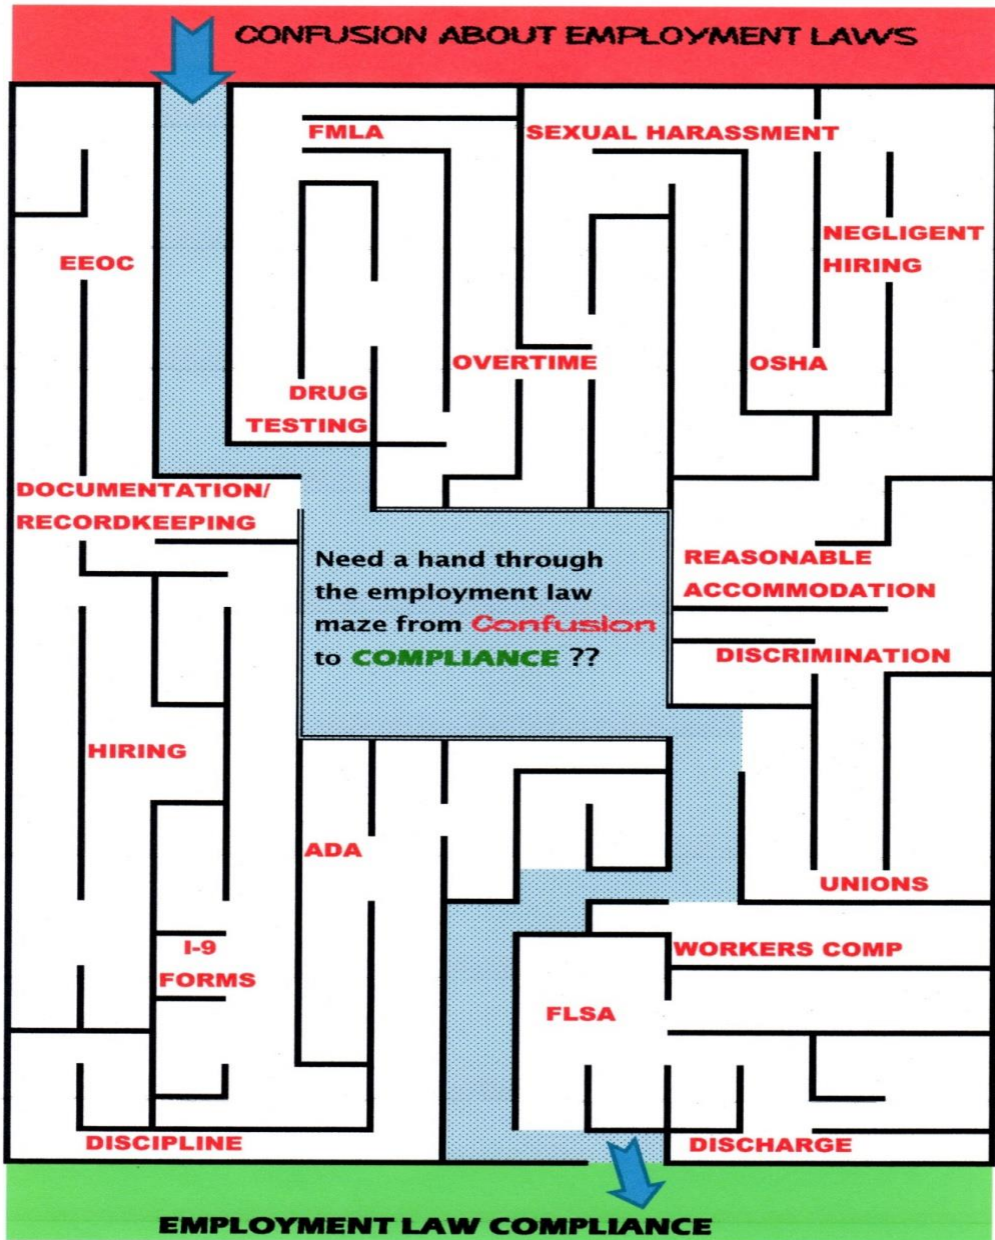 CONFUSION ABOUT EMPLOYMENT LAWS
FMLA
SEXUAL HARASSMENT
NEGLIGENT
HIRING
EEOC
OVERTIME
OSHA
DRUG
TESTING
DOCUMENTATION/
RECORDKEEPING
Need a hand through
the employment law
maze from Confusion
to COMPLIANCE ??
REASONABLE
ACCOMMODATION
DISCRIMINATION
HIRING
ADA
UNIONS
I-9
FORMS
WORKERS COMP
FLSA
DISCIPLINE
DISCHARGE
EMPLOYMENT LAW COMPLIANCE